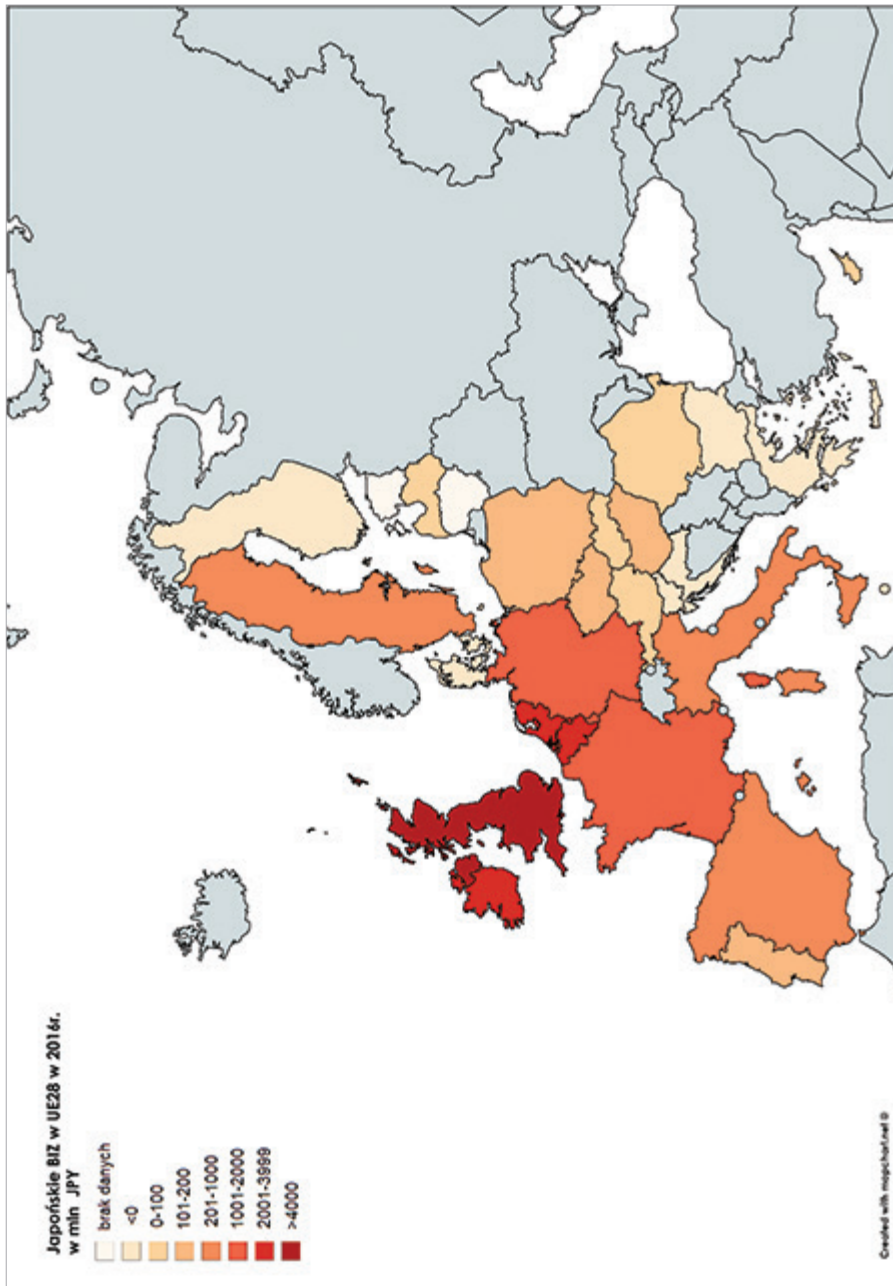 Japońskie BIZ w UE28 w 2016r.
w mln JPY
brak danych
<0
0-100
101-200
201-1000
1001-2000
2001-3999
>4000
Created with mapchart.net ©